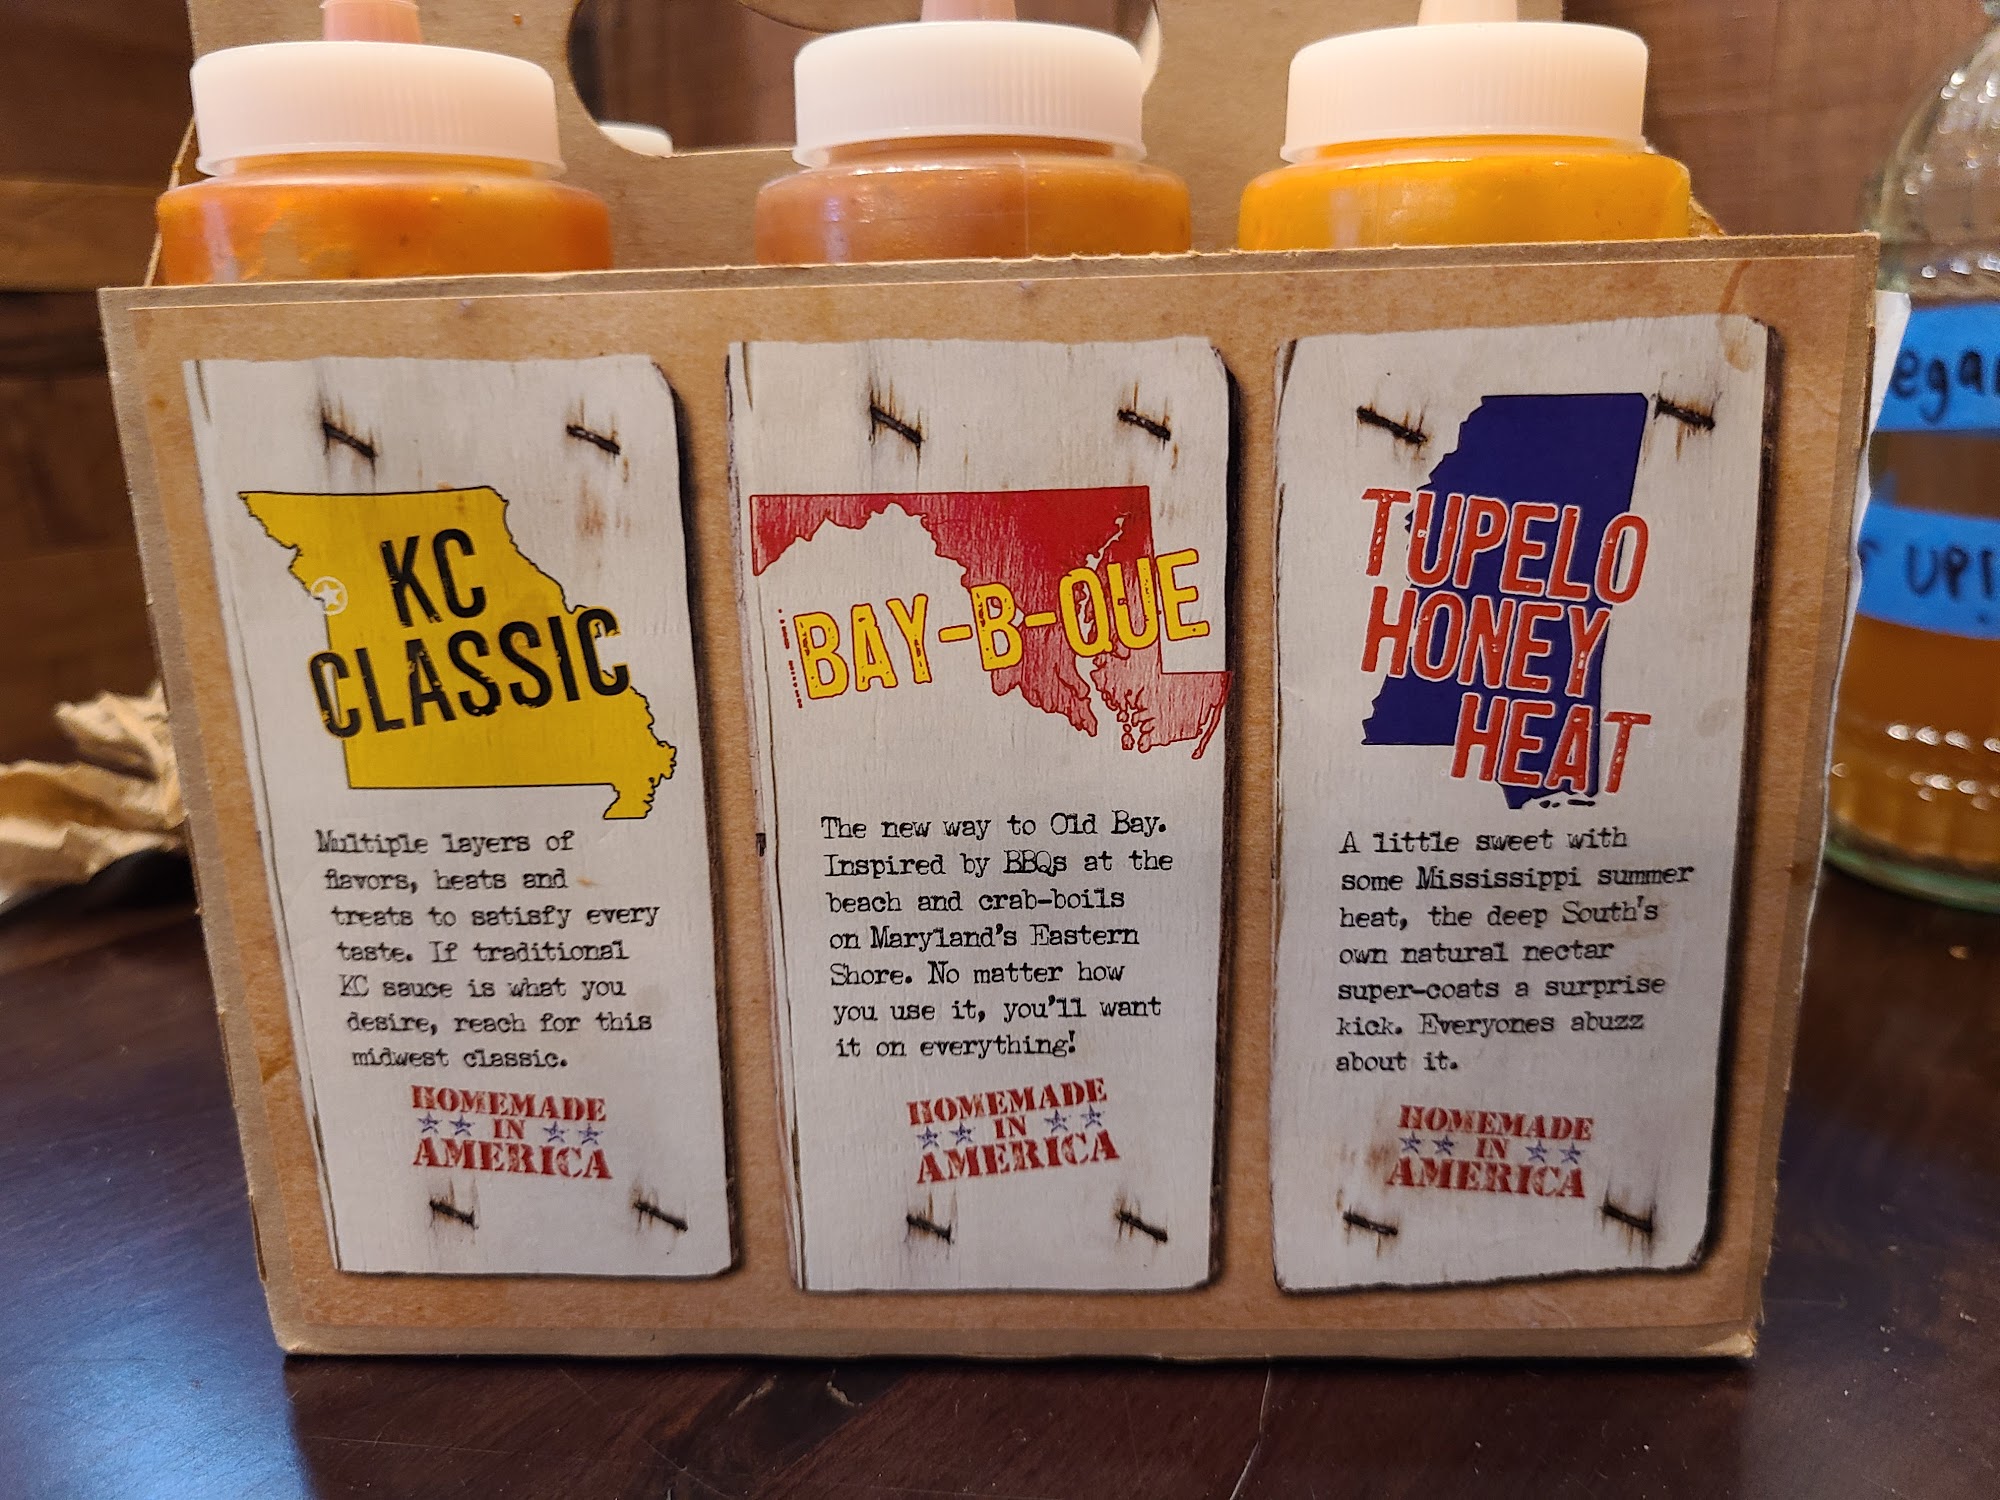 KC
CLASSIC
Multiple layers of
flavors, heats and
treats to satisfy every
taste. If traditional
KC sauce is what you
desire, reach for this
midwest classic.
HOMEMADE
IN
AMERICA
BAY-B-QUE
The new way to Old Bay.
Inspired by BBQs at the
beach and crab-boils
on Maryland's Eastern
Shore. No matter how
you use it, you'll want
it on everything!
HOMEMADE
IN
AMERICA
TUPELO
HONEY
HEAT
A little sweet with
some Mississippi summer
heat, the deep South's
own natural nectar
super-coats a surprise
kick. Everyones abuzz
about it.
HOMEMADE
IN
AMERICA